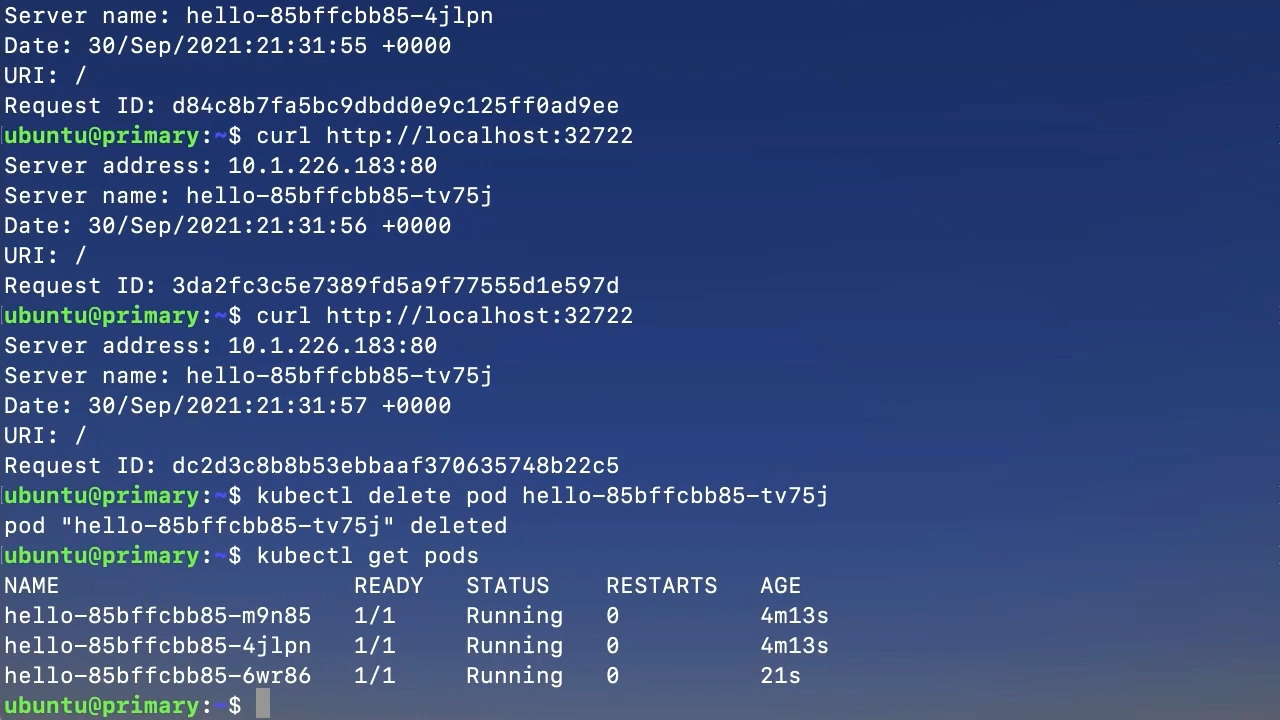 Server name: hello-85bffcbb85-4jlpn
Date: 30/Sep/2021:21:31:55 +0000
URI: /
Request ID: d84c8b7fa5bc9dbdd0e9c125ff0ad9ee
ubuntu@primary:~$ curl http://localhost:32722
Server address: 10.1.226.183:80
Server name: hello-85bffcbb85-tv75j
Date: 30/Sep/2021:21:31:56 +0000
URI: /
Request ID: 3da2fc3c5e7389fd5a9f77555d1e597d
ubuntu@primary:~$ curl http://localhost:32722
Server address: 10.1.226.183:80
Server name: hello-85bffcbb85-tv75j
Date: 30/Sep/2021:21:31:57 +0000
URI: /
Request ID: dc2d3c8b8b53ebbaaf370635748b22c5
ubuntu@primary:~$ kubectl delete pod hello-85bffcbb85-tv75j
pod "hello-85bffcbb85-tv75j" deleted
ubuntu@primary:~$ kubectl get pods
NAME READY STATUS RESTARTS AGE
hello-85bffcbb85-m9n85 1/1 Running 0 4m13s
hello-85bffcbb85-4jlpn 1/1 Running 0 4m13s
hello-85bffcbb85-6wr86 1/1 Running 0 21s
ubuntu@primary:~$